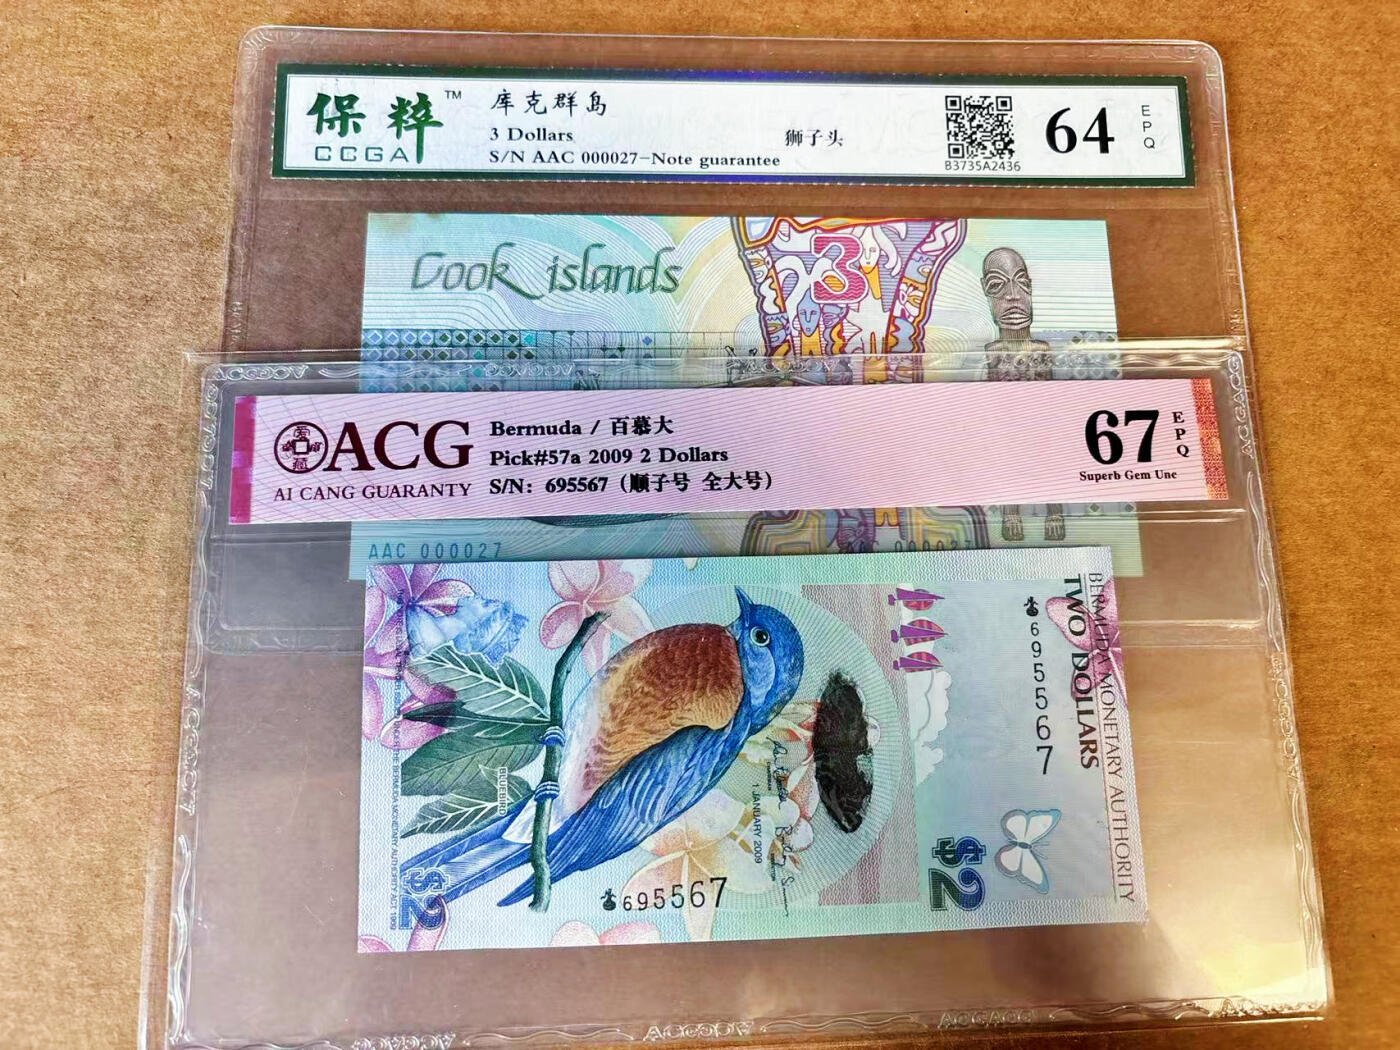 保粹™
CCGA
库克群岛
3 Dollars
狮子头
S/N AAC 000027-Note guarantee
B3735A2436
64
EPQ
Cook islands
3
ACG
AI CANG GUARANTY
Bermuda / 百慕大
Pick#57a 2009 2 Dollars
S/N: 695567 (顺子号 全大号)
67
EPQ
Superb Gem Unc
AAC 000027
AAC 000027
BERMUDA MONETARY AUTHORITY
TWO DOLLARS
695567
BLUEBIRD
1 JANUARY 2009
695567
$2
$2